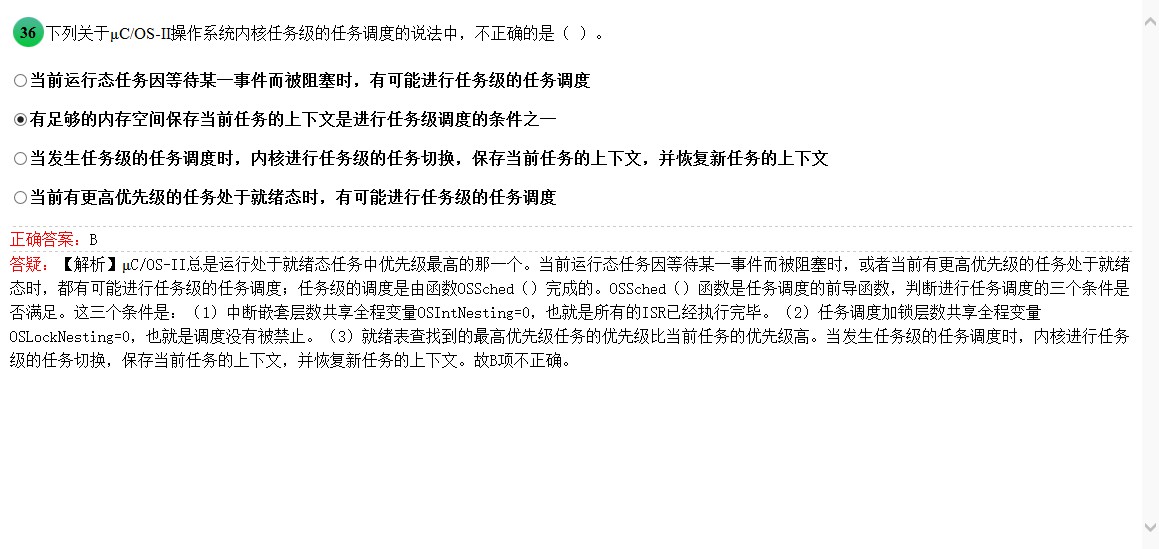 36 下列关于μC/OS-II操作系统内核任务级的任务调度的说法中，不正确的是（ ）。
当前运行态任务因等待某一事件而被阻塞时，有可能进行任务级的任务调度
有足够的内存空间保存当前任务的上下文是进行任务级调度的条件之一
当发生任务级的任务调度时，内核进行任务级的任务切换，保存当前任务的上下文，并恢复新任务的上下文
当前有更高优先级的任务处于就绪态时，有可能进行任务级的任务调度
正确答案：B
答疑：【解析】μC/OS-II总是运行处于就绪态任务中优先级最高的那一个。当前运行态任务因等待某一事件而被阻塞时，或者当前有更高优先级的任务处于就绪
态时，都有可能进行任务级的任务调度；任务级的调度是由函数OSSched（）完成的。OSSched（）函数是任务调度的前导函数，判断进行任务调度的三个条件是
否满足。这三个条件是：（1）中断嵌套层数共享全程变量OSIntNesting=0，也就是所有的ISR已经执行完毕。（2）任务调度加锁层数共享全程变量
OSLockNesting=0，也就是调度没有被禁止。（3）就绪表查找到的最高优先级任务的优先级比当前任务的优先级高。当发生任务级的任务调度时，内核进行任务
级的任务切换，保存当前任务的上下文，并恢复新任务的上下文。故B项不正确。